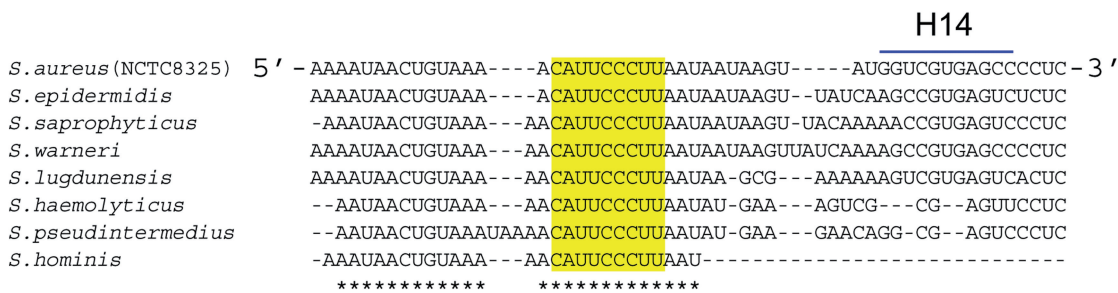 H14
S.aureus(NCTC8325) 5'-AAAAUAACUGUAAA----ACAUUCCCUUAAUAAUAAGU-----AUGGUCGUGAGCCCCUC-3'
S.epidermidis AAAAUAACUGUAAA----ACAUUCCCUUAAUAAUAAGU--UAUCAAGCCGUGAGUCUCUC
S.saprophyticus -AAAUAACUGUAAA---AACAUUCCCUUAAUAAUAAGU-UACAAAAACCGUGAGUCCCUC
S.warneri AAAAUAACUGUAAA---AACAUUCCCUUAAUAAUAAGUUAUCAAAAGCCGUGAGCCCCUC
S.lugdunensis AAAAUAACUGUAAA---AACAUUCCCUUAAUAA-GCG---AAAAAAGUCGUGAGUCACUC
S.haemolyticus --AAUAACUGUAAA---AACAUUCCCUUAAUAU-GAA---AGUCG---CG--AGUUCCUC
S.pseudintermedius --AAUAACUGUAAAUAAAACAUUCCCUUAAUAU-GAA---GAACAGG-CG--AGUCCCUC
S.hominis -AAAUAACUGUAAA---AACAUUCCCUUAAU-----------------------------
************ *************